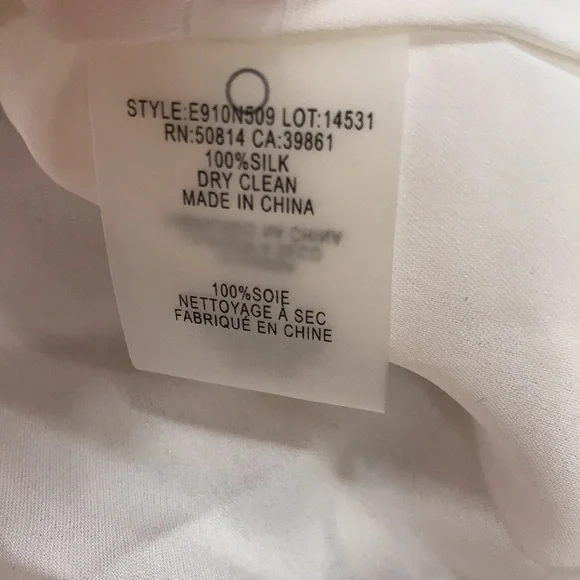 STYLE:E910N509 LOT:14531
RN:50814 CA:39861
100%SILK
DRY CLEAN
MADE IN CHINA
100%SOIE
NETTOYAGE À SEC
FABRIQUÉ EN CHINE